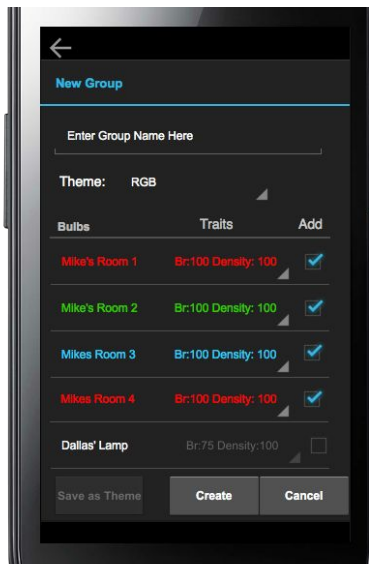 New Group
Enter Group Name Here
Theme: RGB
Bulbs Traits Add
Mike's Room 1 Br:100 Density: 100
Mike's Room 2 Br:100 Density: 100
Mikes Room 3 Br:100 Density: 100
Mikes Room 4 Br:100 Density: 100
Dallas' Lamp Br:75 Density:100
Save as Theme Create Cancel